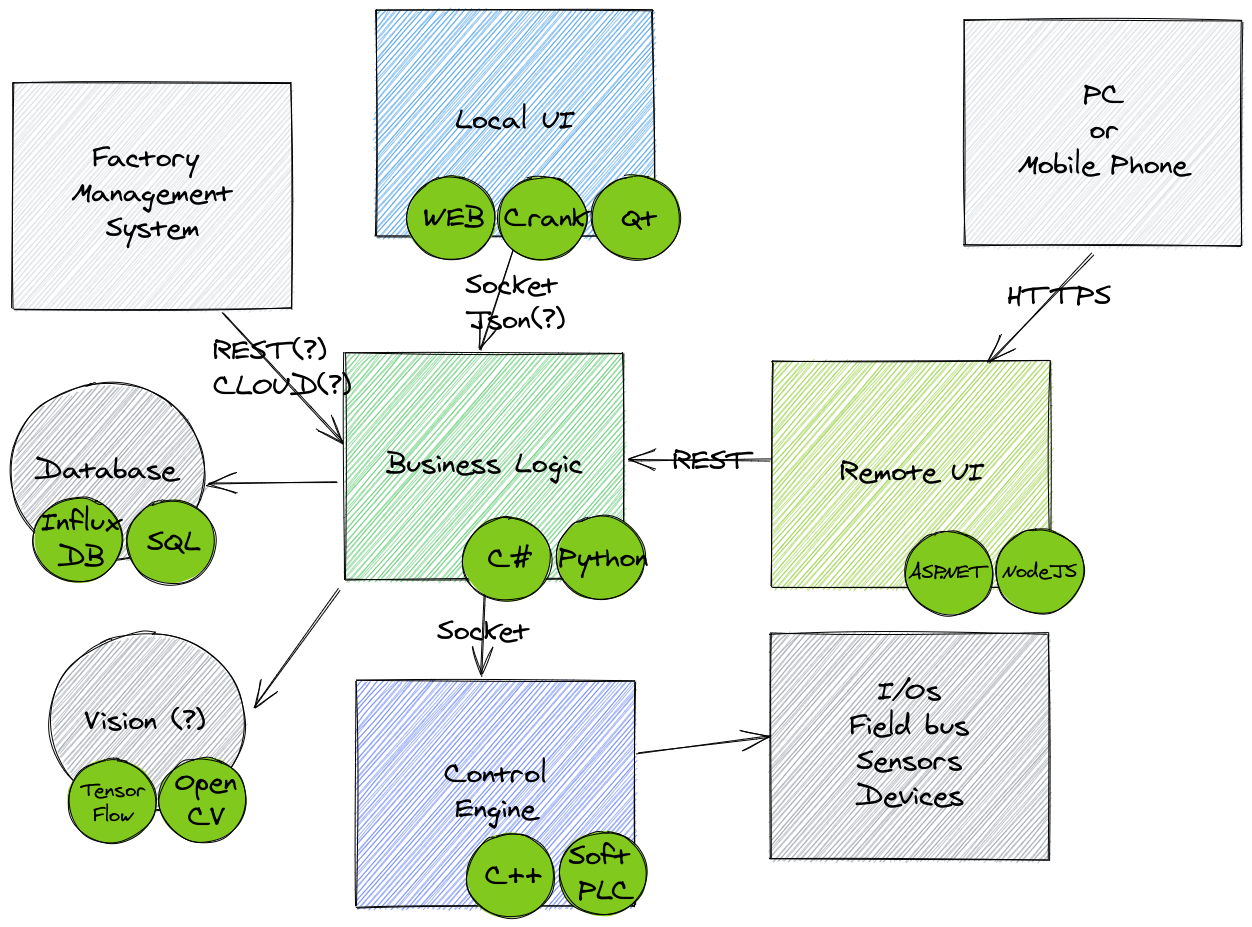 Local UI
WEB
Crank
Qt
PC
or
Mobile Phone
Factory
Management
System
Socket
Json(?)
HTTPS
REST(?)
CLOUD(?)
Database
Influx
DB
SQL
Business Logic
C#
Python
REST
Remote UI
ASP.NET
NodeJS
Socket
Vision (?)
Tensor
Flow
Open
CV
Control
Engine
C++
Soft
PLC
I/Os
Field bus
Sensors
Devices